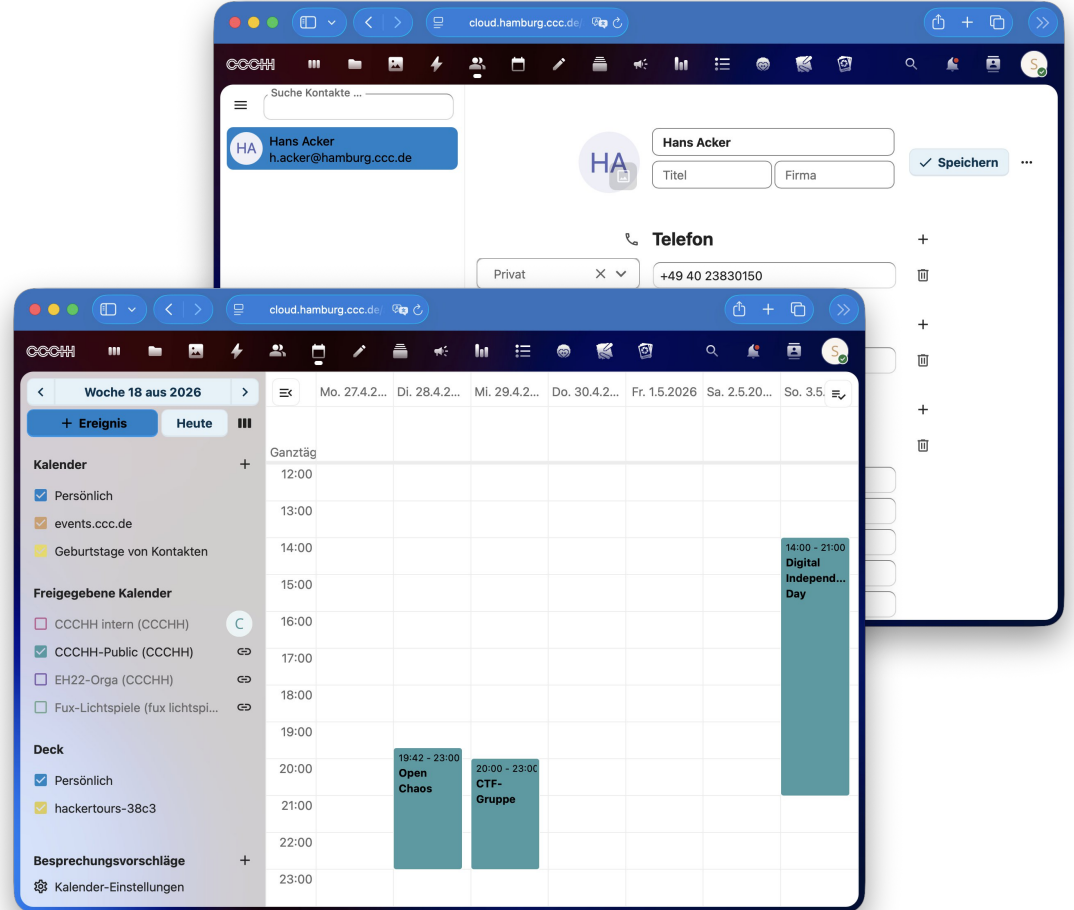 cloud.hamburg.ccc.de/
CCCHH
S
Suche Kontakte ...
HA
Hans Acker
h.acker@hamburg.ccc.de
HA
Hans Acker
Titel
Firma
Speichern
Telefon
Privat
+49 40 23830150
cloud.hamburg.ccc.de/
CCCHH
S
Woche 18 aus 2026
+ Ereignis
Heute
Kalender
Persönlich
events.ccc.de
Geburtstage von Kontakten
Freigegebene Kalender
CCCHH intern (CCCHH)
C
CCCHH-Public (CCCHH)
EH22-Orga (CCCHH)
Fux-Lichtspiele (fux lichtspi...
Deck
Persönlich
hackertours-38c3
Besprechungsvorschläge
Kalender-Einstellungen
Mo. 27.4.2...
Di. 28.4.2...
Mi. 29.4.2...
Do. 30.4.2...
Fr. 1.5.2026
Sa. 2.5.20...
So. 3.5.
Ganztäg
12:00
13:00
14:00
15:00
16:00
17:00
18:00
19:00
20:00
21:00
22:00
23:00
19:42 - 23:00
Open
Chaos
20:00 - 23:00
CTF-
Gruppe
14:00 - 21:00
Digital
Independ...
Day